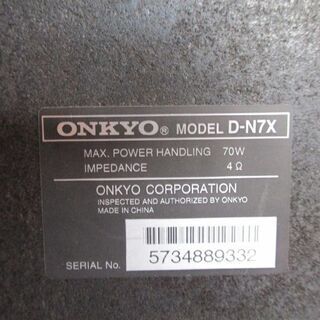 ONKYO® MODEL D-N7X
MAX. POWER HANDLING 70W
IMPEDANCE 4 Ω
ONKYO CORPORATION
INSPECTED AND AUTHORIZED BY ONKYO
MADE IN CHINA
SERIAL No. 5734889332